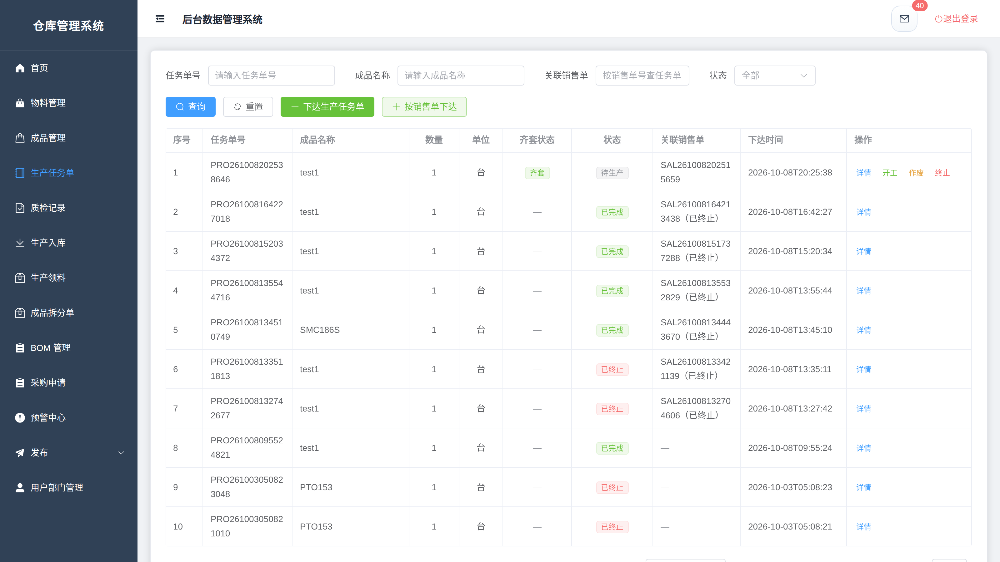 仓库管理系统
首页
物料管理
成品管理
生产任务单
质检记录
生产入库
生产领料
成品拆分单
BOM 管理
采购申请
预警中心
发布
用户部门管理
后台数据管理系统
40
退出登录
任务单号 请输入任务单号 成品名称 请输入成品名称 关联销售单 按销售单号查任务单 状态 全部
查询 重置 下达生产任务单 按销售单下达
序号 任务单号 成品名称 数量 单位 齐套状态 状态 关联销售单 下达时间 操作
1 PRO26100820253 test1 1 台 齐套 待生产 SAL26100820251 2026-10-08T20:25:38 详情 开工 作废 终止
8646 5659
2 PRO26100816422 test1 1 台 — 已完成 SAL26100816421 2026-10-08T16:42:27 详情
7018 3438（已终止）
3 PRO26100815203 test1 1 台 — 已完成 SAL26100815173 2026-10-08T15:20:34 详情
4372 7288（已终止）
4 PRO26100813554 test1 1 台 — 已完成 SAL26100813553 2026-10-08T13:55:44 详情
4716 2829（已终止）
5 PRO26100813451 SMC186S 1 台 — 已完成 SAL26100813444 2026-10-08T13:45:10 详情
0749 3670（已终止）
6 PRO26100813351 test1 1 台 — 已终止 SAL26100813342 2026-10-08T13:35:11 详情
1813 1139（已终止）
7 PRO26100813274 test1 1 台 — 已终止 SAL26100813270 2026-10-08T13:27:42 详情
2677 4606（已终止）
8 PRO26100809552 test1 1 台 — 已完成 — 2026-10-08T09:55:24 详情
4821
9 PRO26100305082 PTO153 1 台 — 已终止 — 2026-10-03T05:08:23 详情
3048
10 PRO26100305082 PTO153 1 台 — 已终止 — 2026-10-03T05:08:21 详情
1010